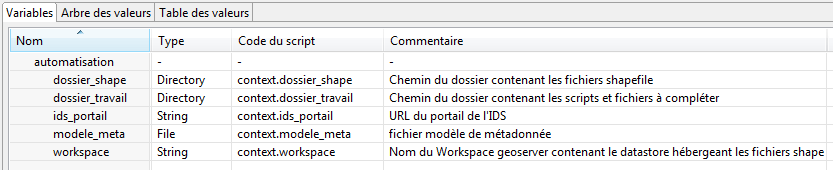 Variables Arbre des valeurs Table des valeurs
Nom Type Code du script Commentaire
automatisation - - -
dossier_shape Directory context.dossier_shape Chemin du dossier contenant les fichiers shapefile
dossier_travail Directory context.dossier_travail Chemin du dossier contenant les scripts et fichiers à compléter
ids_portail String context.ids_portail URL du portail de l'IDS
modele_meta File context.modele_meta fichier modèle de métadonnée
workspace String context.workspace Nom du Workspace geoserver contenant le datastore hébergeant les fichiers shape